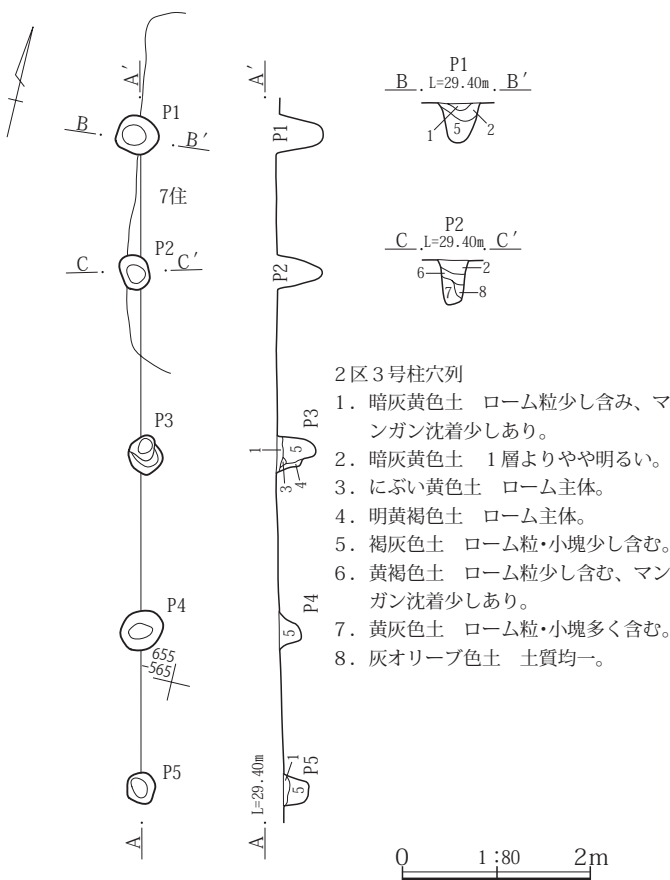 A′
A′
P1
P1
L=29.40m
B
B′
1
5
2
B
B′
P1
7住
P2
C
C′
P2
P2
L=29.40m
C
C′
6
2
7
8
2区3号柱穴列
1．暗灰黄色土　ローム粒少し含み、マ
ンガン沈着少しあり。
2．暗灰黄色土　1層よりやや明るい。
3．にぶい黄色土　ローム主体。
4．明黄褐色土　ローム主体。
5．褐灰色土　ローム粒・小塊少し含む。
6．黄褐色土　ローム粒少し含む、マン
ガン沈着少しあり。
7．黄灰色土　ローム粒・小塊多く含む。
8．灰オリーブ色土　土質均一。
P3
P3
1
5
3
4
P4
P4
5
655
-565
P5
P5
1
5
L=29.40m
A
A
0
1:80
2m